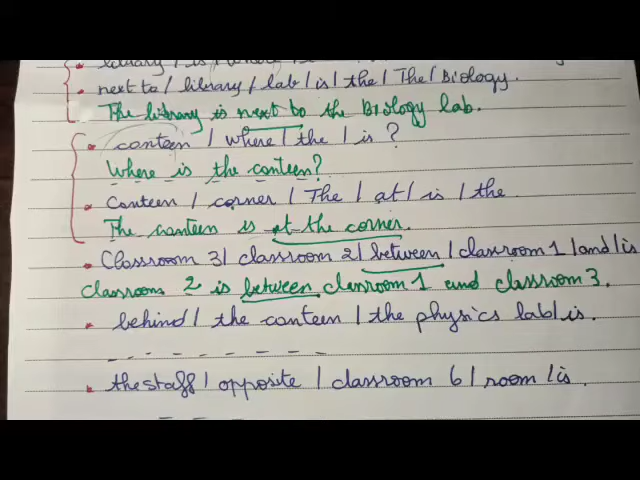 library / is / where
next to / library / lab / is / the / The / Biology.
The library is next to the Biology lab.
canteen / where / the / is ?
Where is the canteen?
Canteen / corner / The / at / is / the
The canteen is at the corner.
Classroom 3 / classroom 2 / between / classroom 1 / and / is
classroom 2 is between classroom 1 and classroom 3.
behind / the canteen / the physics lab / is.
the staff / opposite / classroom 6 / room / is.